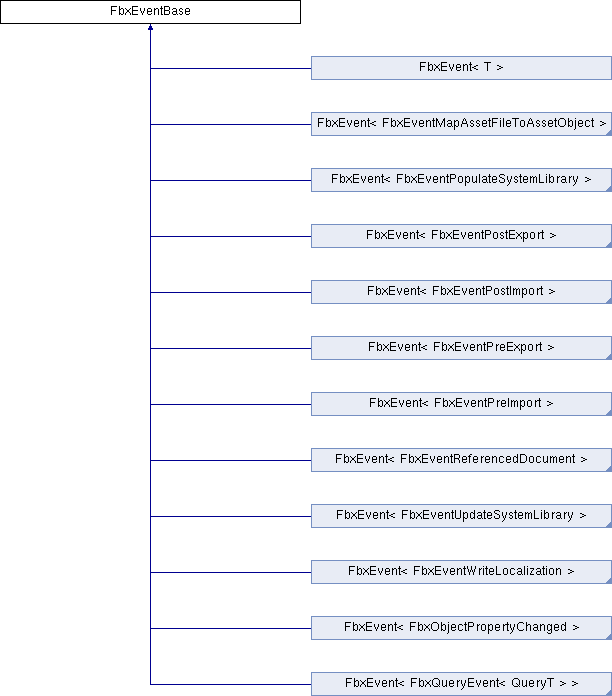 FbxEventBase
FbxEvent< T >
FbxEvent< FbxEventMapAssetFileToAssetObject >
FbxEvent< FbxEventPopulateSystemLibrary >
FbxEvent< FbxEventPostExport >
FbxEvent< FbxEventPostImport >
FbxEvent< FbxEventPreExport >
FbxEvent< FbxEventPreImport >
FbxEvent< FbxEventReferencedDocument >
FbxEvent< FbxEventUpdateSystemLibrary >
FbxEvent< FbxEventWriteLocalization >
FbxEvent< FbxObjectPropertyChanged >
FbxEvent< FbxQueryEvent< QueryT > >